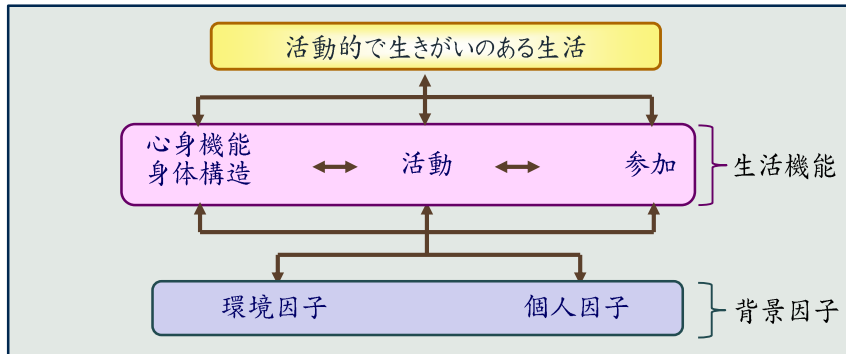 活動的で生きがいのある生活
心身機能
身体構造
活動
参加
生活機能
環境因子
個人因子
背景因子